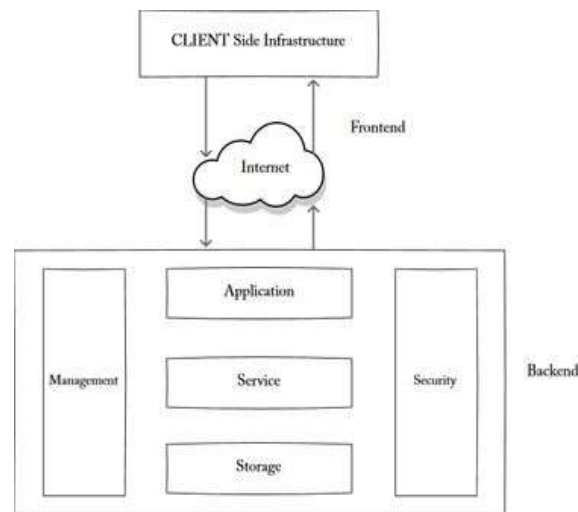 CLIENT Side Infrastructure
Frontend
Internet
Application
Management
Service
Security
Backend
Storage